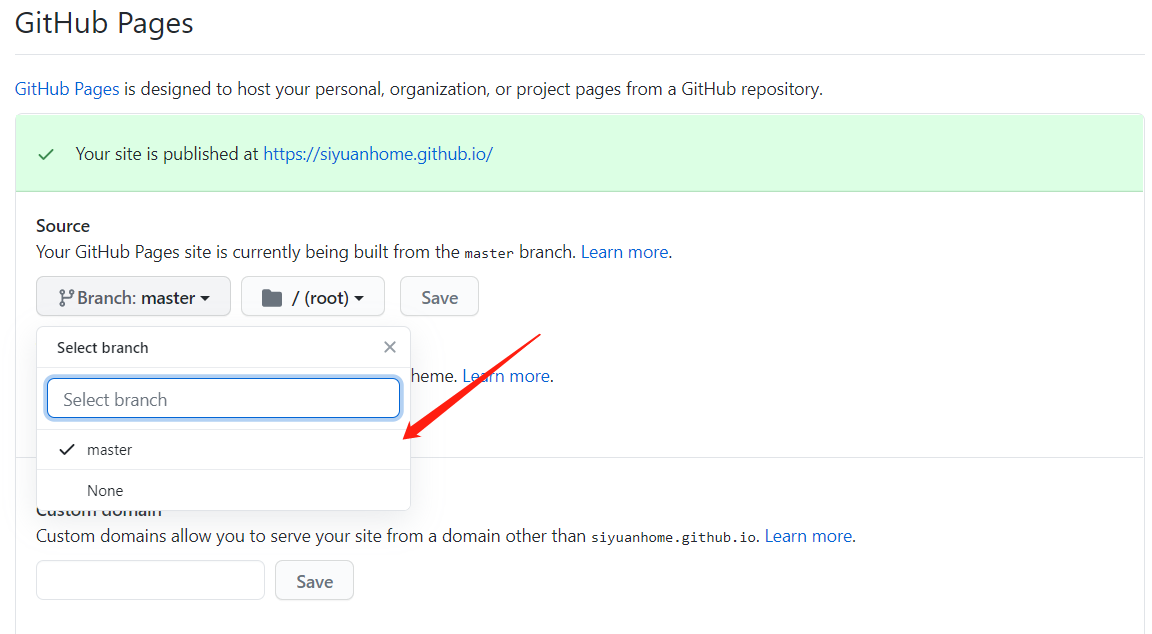 GitHub Pages
GitHub Pages is designed to host your personal, organization, or project pages from a GitHub repository.
Your site is published at https://siyuanhome.github.io/
Source
Your GitHub Pages site is currently being built from the master branch. Learn more.
Branch: master / (root) Save
Select branch
heme. Learn more.
Select branch
master
None
Custom domain
Custom domains allow you to serve your site from a domain other than siyuanhome.github.io. Learn more.
Save